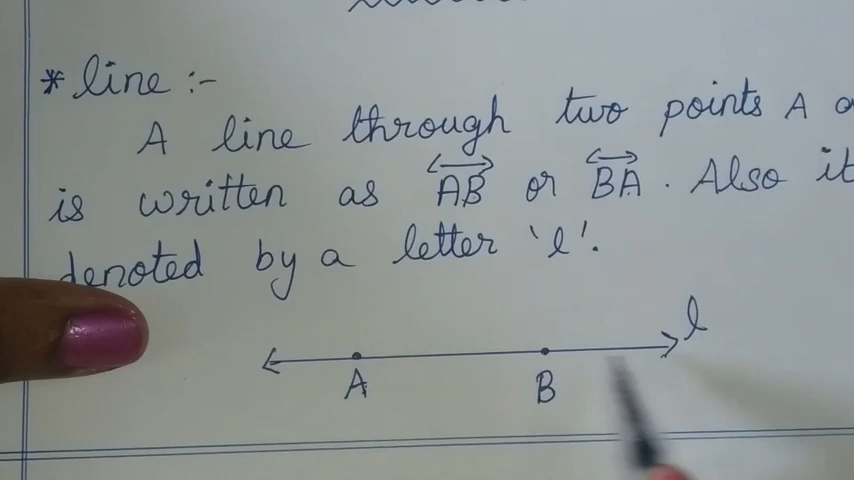 * line :-
A line through two points A
is written as AB or BA. Also it
denoted by a letter 'l'.
l
A B